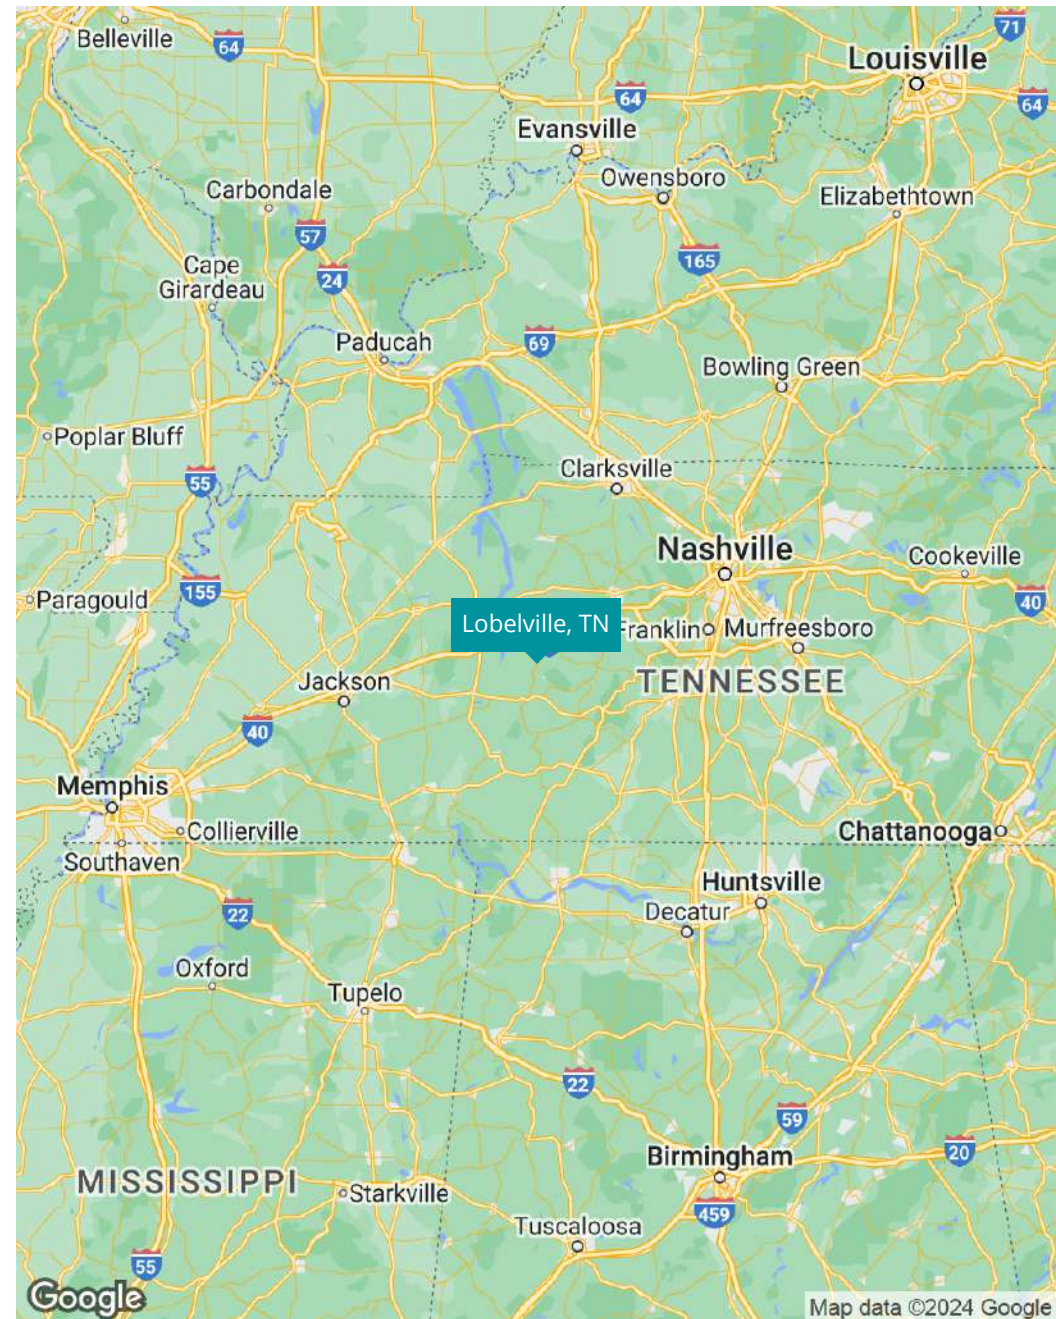 Belleville
64
71
Louisville
64
64
Evansville
Owensboro
Carbondale
Elizabethtown
57
165
Cape
Girardeau
24
Paducah
69
Bowling Green
Poplar Bluff
Clarksville
55
Nashville
Cookeville
155
Paragould
40
Lobelville, TN
Franklin
Murfreesboro
Jackson
TENNESSEE
40
Memphis
Collierville
Chattanooga
Southaven
Huntsville
22
Decatur
Oxford
Tupelo
22
59
Birmingham
20
MISSISSIPPI
Starkville
459
Tuscaloosa
55
Google
Map data ©2024 Google